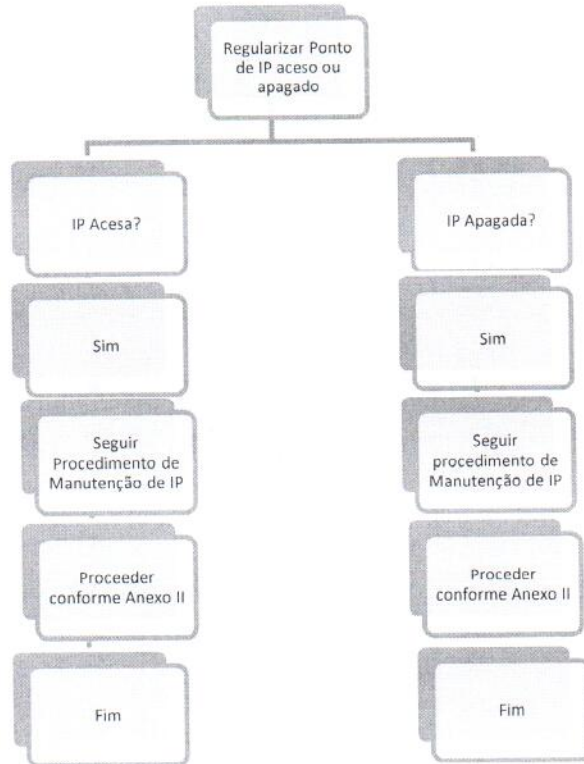 Regularizar Ponto
de IP aceso ou
apagado
IP Acesa?
Sim
Seguir
Procedimento de
Manutenção de IP
Proceeder
conforme Anexo II
Fim
IP Apagada?
Sim
Seguir
procedimento de
Manutenção de IP
Proceder
conforme Anexo II
Fim